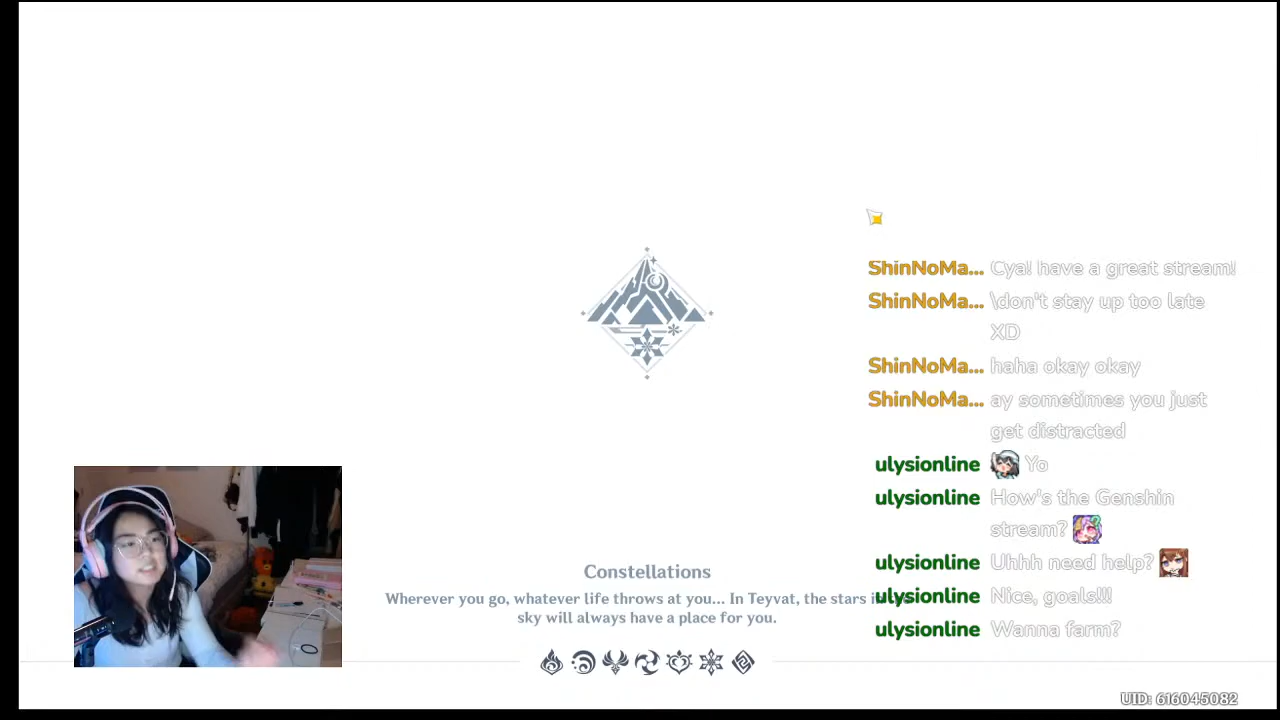 ShinNoMa... Cya! have a great stream!
ShinNoMa... \don't stay up too late
XD
ShinNoMa... haha okay okay
ShinNoMa... ay sometimes you just
get distracted
ulysionline Yo
ulysionline How's the Genshin
stream?
ulysionline Uhhh need help?
ulysionline Nice, goals!!!
ulysionline Wanna farm?
Constellations
Wherever you go, whatever life throws at you... In Teyvat, the stars
sky will always have a place for you.
UID: 616045082